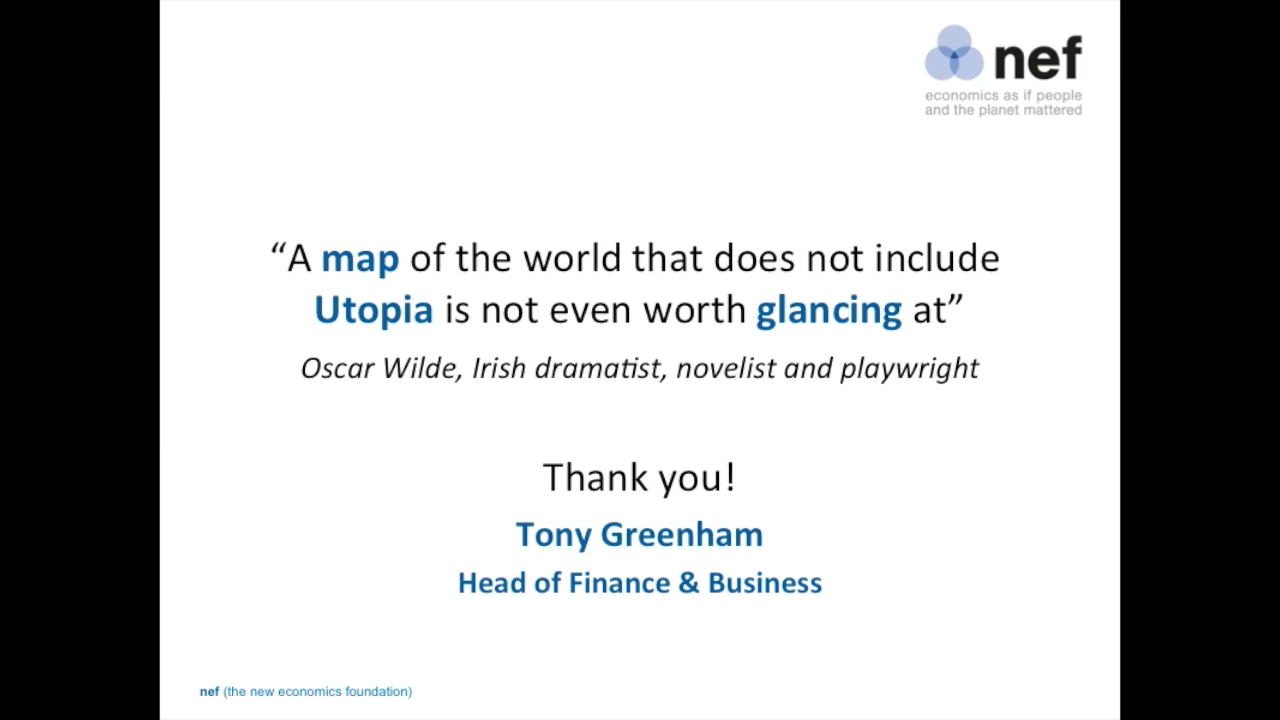 nef
economics as if people
and the planet mattered
“A map of the world that does not include
Utopia is not even worth glancing at”
Oscar Wilde, Irish dramatist, novelist and playwright
Thank you!
Tony Greenham
Head of Finance & Business
nef (the new economics foundation)